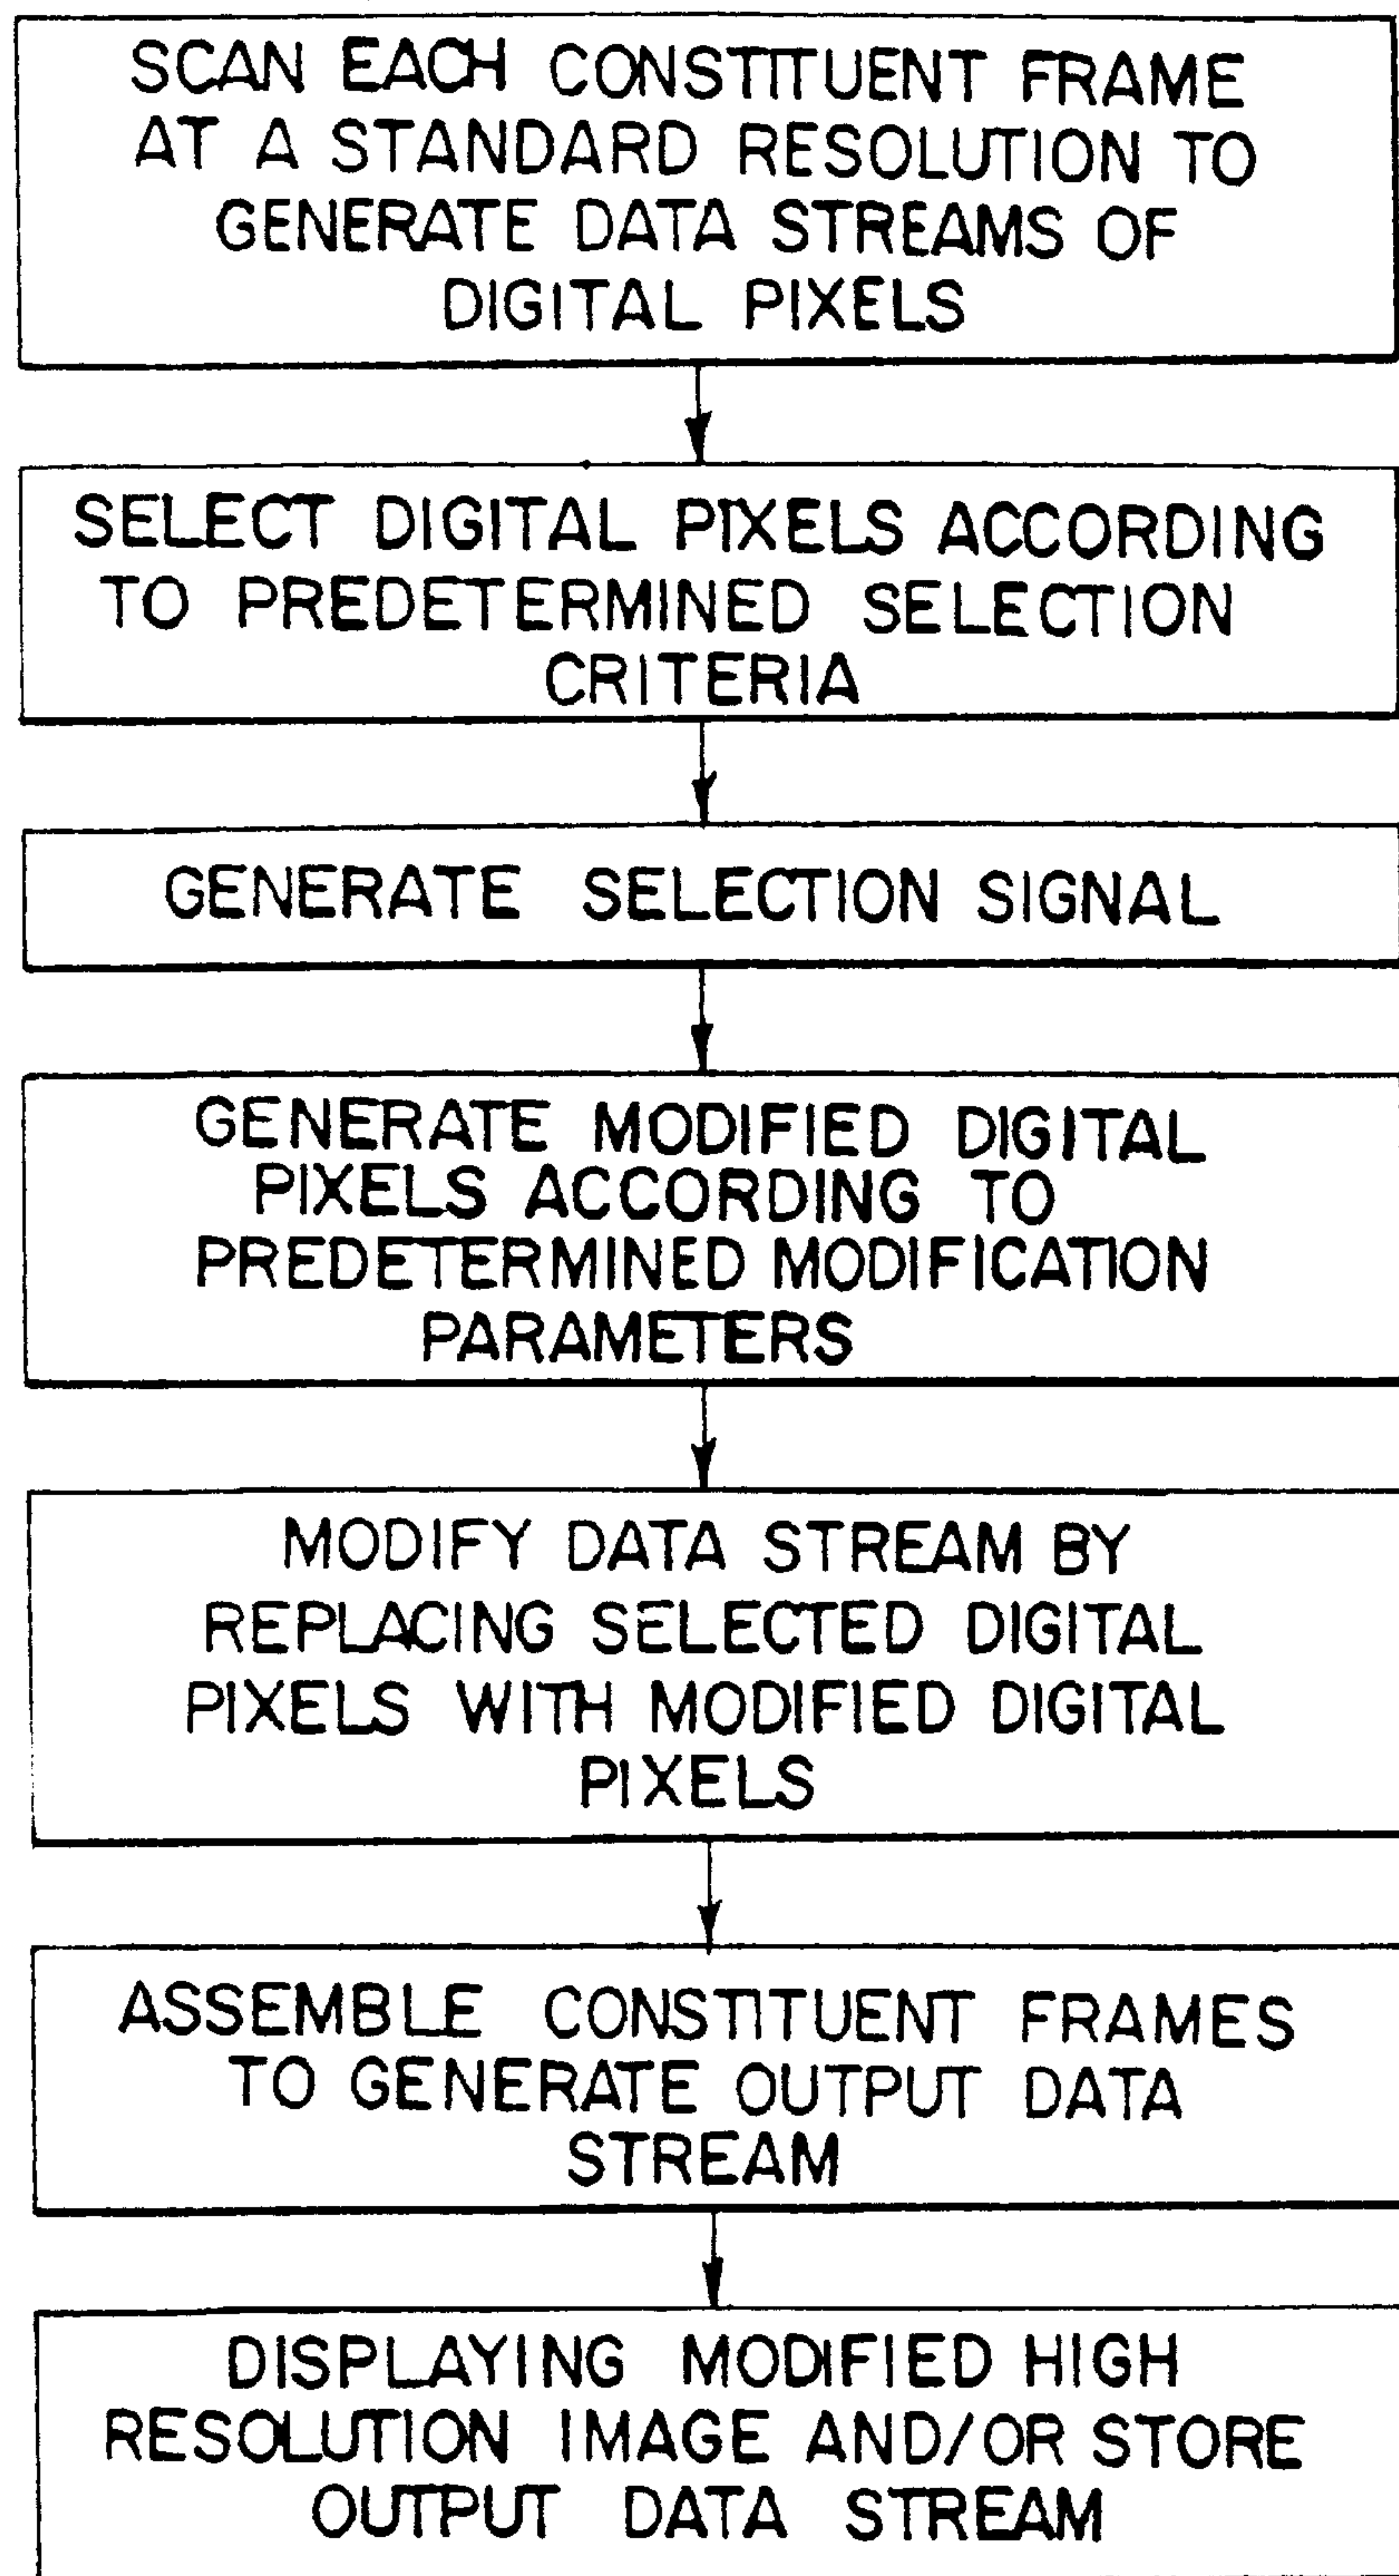 SCAN EACH CONSTITUENT FRAME
AT A STANDARD RESOLUTION TO
GENERATE DATA STREAMS OF
DIGITAL PIXELS
SELECT DIGITAL PIXELS ACCORDING
TO PREDETERMINED SELECTION
CRITERIA
GENERATE SELECTION SIGNAL
GENERATE MODIFIED DIGITAL
PIXELS ACCORDING TO
PREDETERMINED MODIFICATION
PARAMETERS
MODIFY DATA STREAM BY
REPLACING SELECTED DIGITAL
PIXELS WITH MODIFIED DIGITAL
PIXELS
ASSEMBLE CONSTITUENT FRAMES
TO GENERATE OUTPUT DATA
STREAM
DISPLAYING MODIFIED HIGH
RESOLUTION IMAGE AND/OR STORE
OUTPUT DATA STREAM